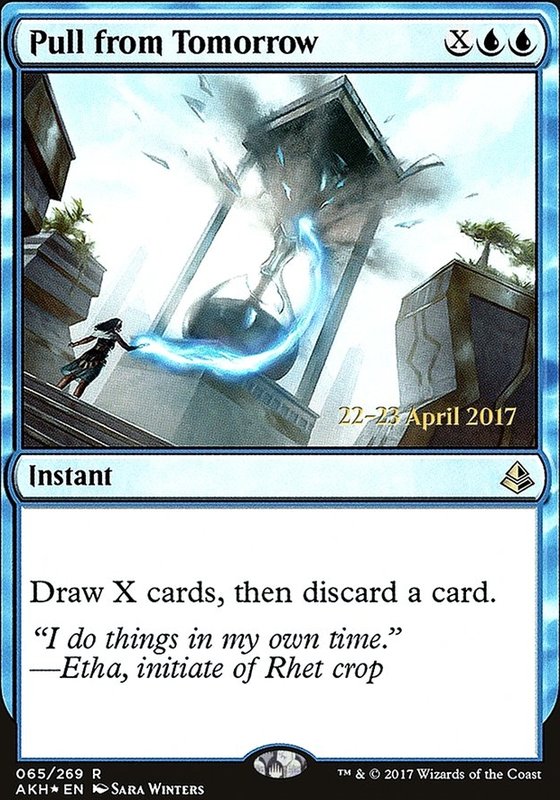 Pull from Tomorrow X
22–23 April 2017
Instant
Draw X cards, then discard a card.
“I do things in my own time.”
—Etha, initiate of Rhet crop
065/269 R
AKH★EN Sara Winters
™ & © 2017 Wizards of the Coast